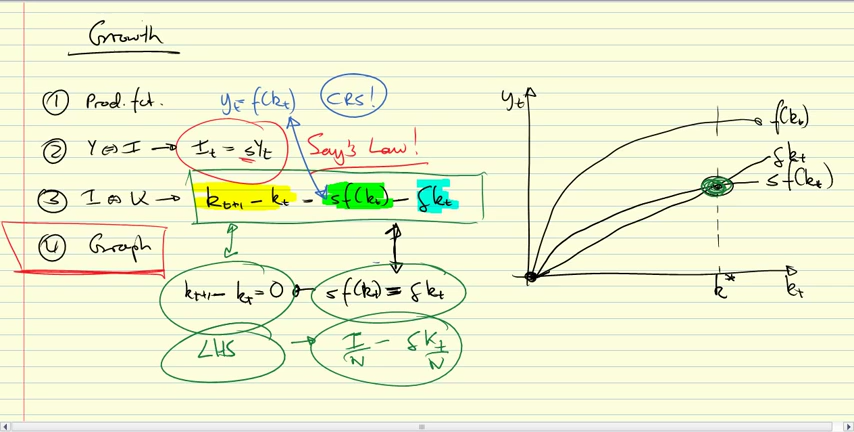 Growth
① Prod. fct. yt = f(kt) CRS!
② Y ⇔ I → It = sYt Say's Law!
③ I ⇔ K → kt+1 - kt = sf(kt) - δkt
④ Graph
kt+1 - kt = 0 ← sf(kt) = δkt
LHS → I/N - δKt/N
yt
f(kt)
δkt
sf(kt)
k* kt